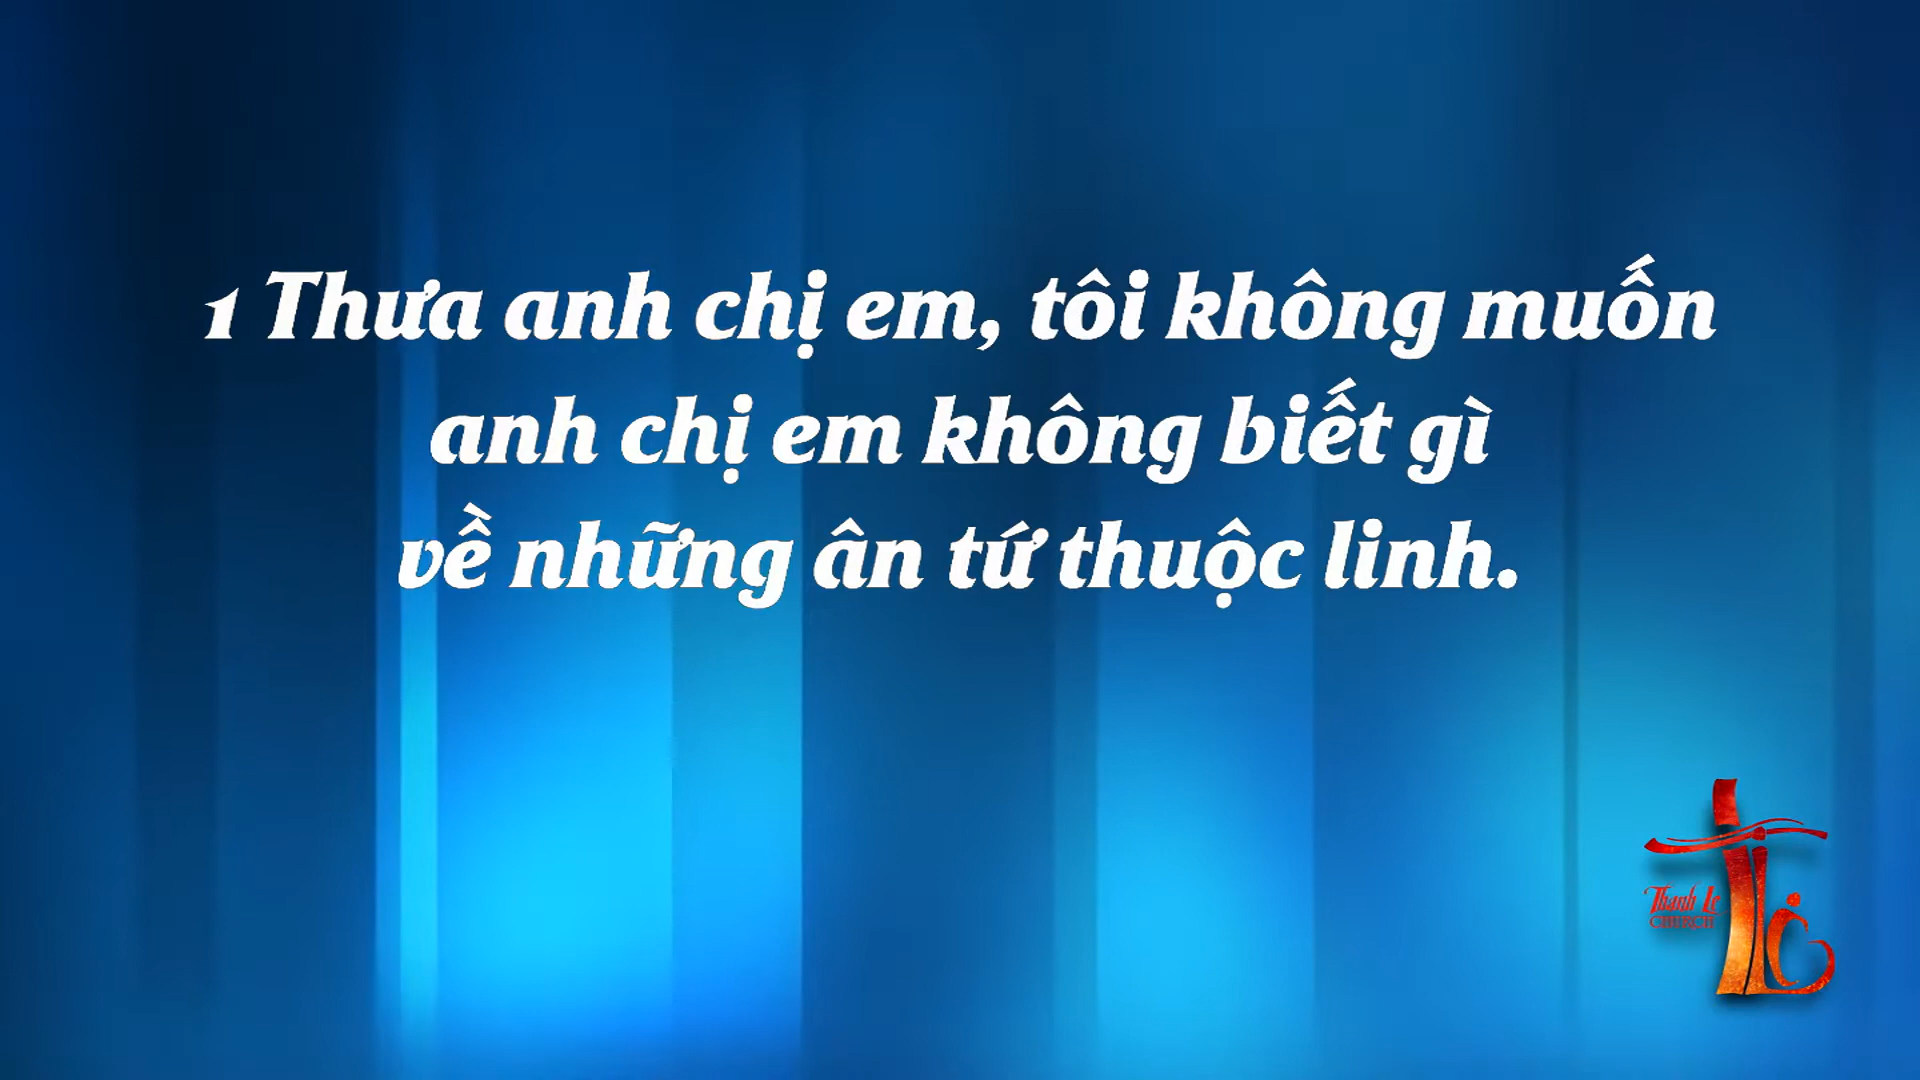 1 Thưa anh chị em, tôi không muốn
anh chị em không biết gì
về những ân tứ thuộc linh.
Thanh Le
CHURCH